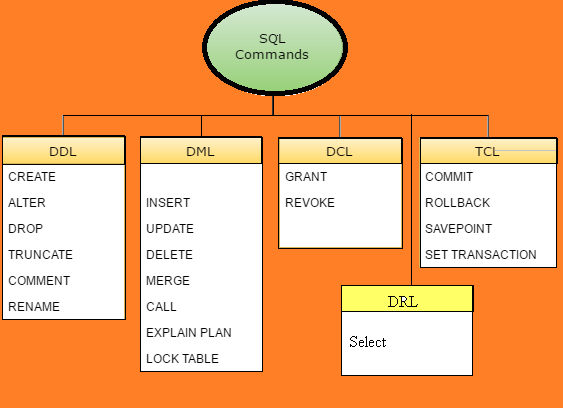 SQL
Commands
DDL
CREATE
ALTER
DROP
TRUNCATE
COMMENT
RENAME
DML
INSERT
UPDATE
DELETE
MERGE
CALL
EXPLAIN PLAN
LOCK TABLE
DCL
GRANT
REVOKE
TCL
COMMIT
ROLLBACK
SAVEPOINT
SET TRANSACTION
DRL
Select